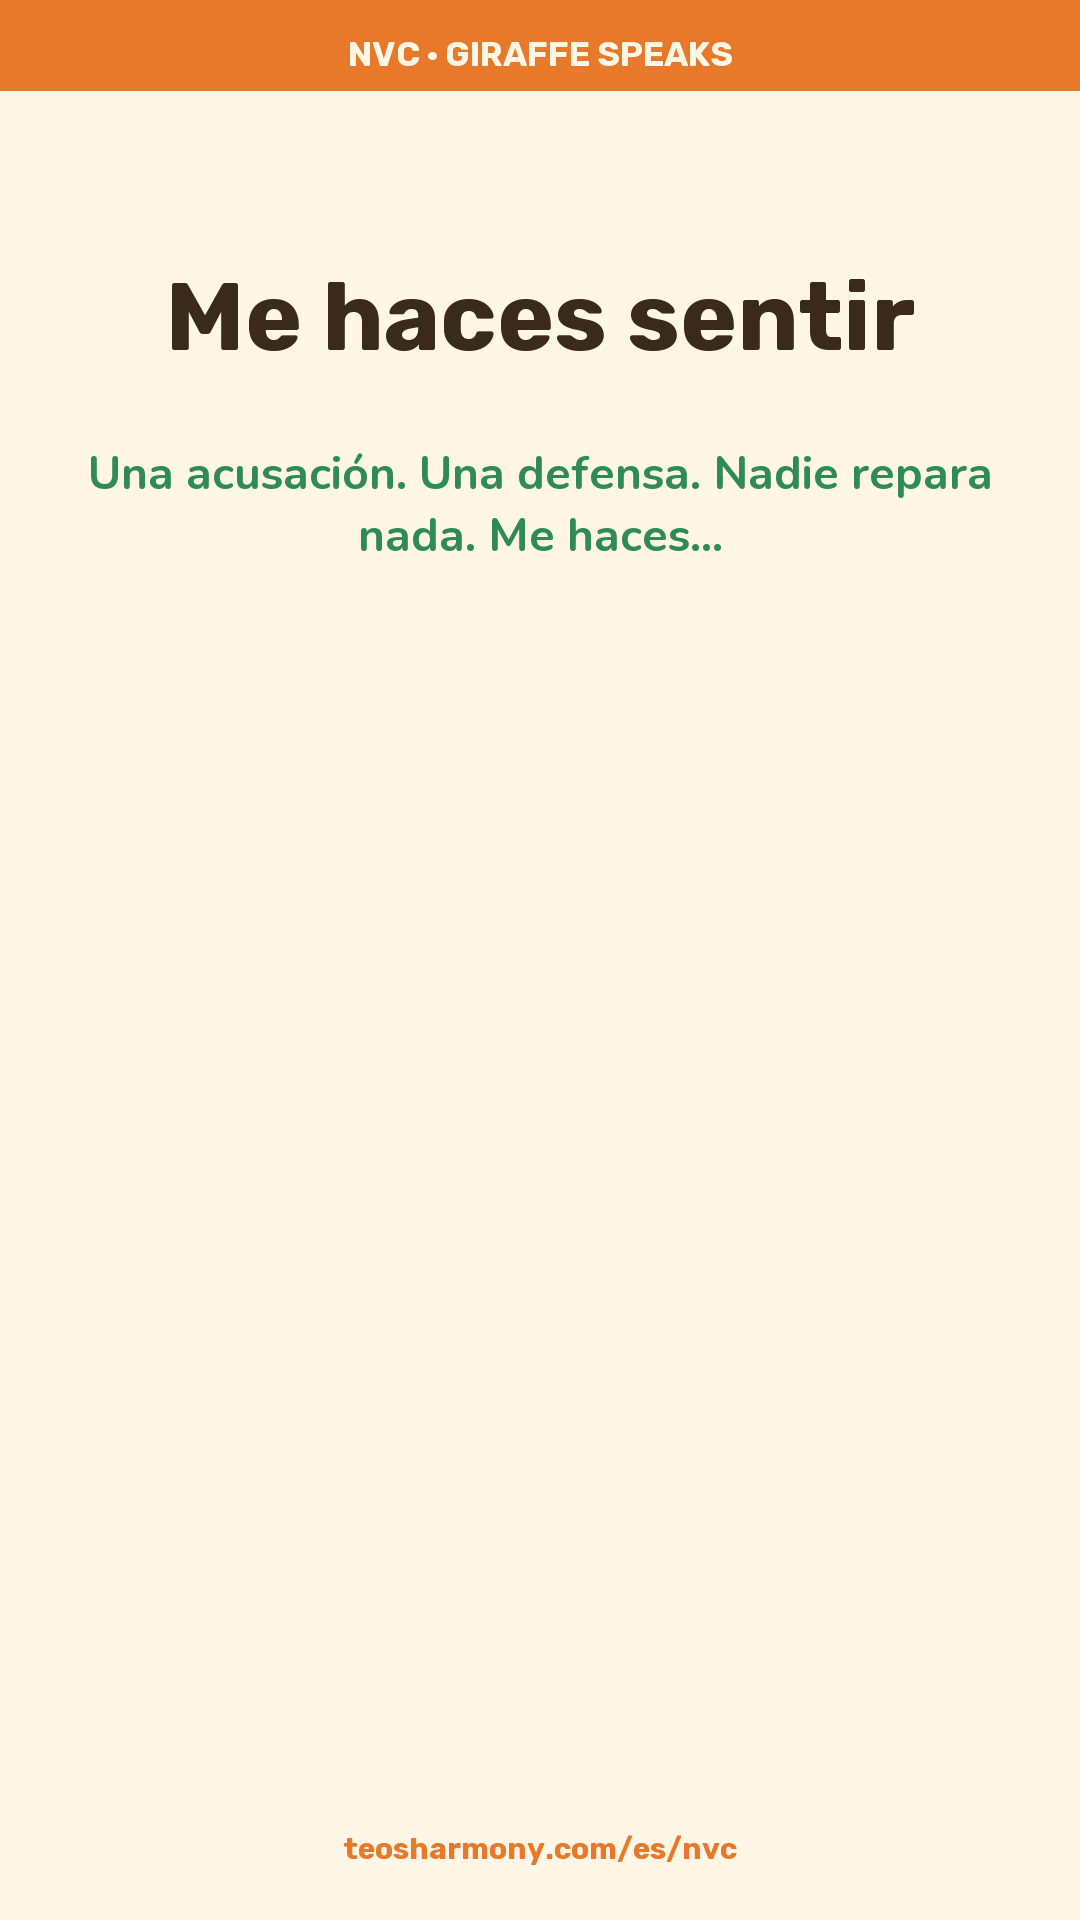 NVC • GIRAFFE SPEAKS
Me haces sentir
Una acusación. Una defensa. Nadie repara
nada. Me haces...
teosharmony.com/es/nvc